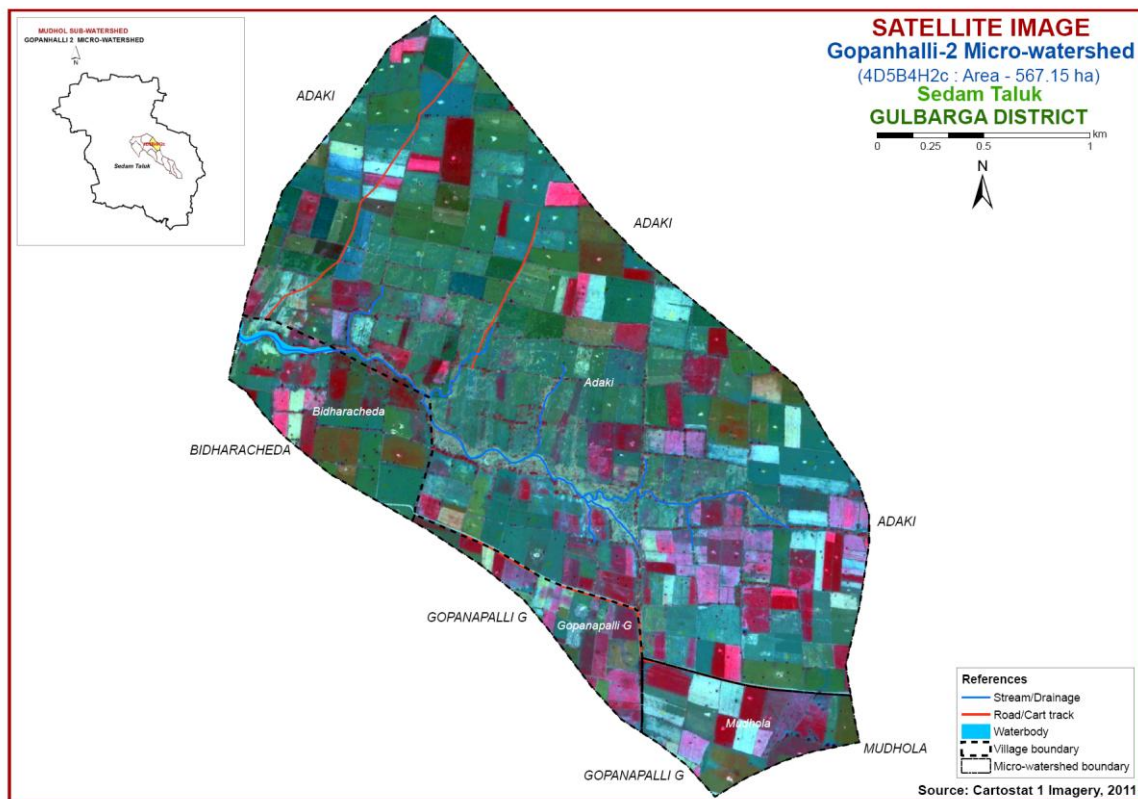 MUDHOL SUB-WATERSHED
GOPANHALLI 2 MICRO-WATERSHED
N
Sedam Taluk
SATELLITE IMAGE
Gopanhalli-2 Micro-watershed
(4D5B4H2c : Area - 567.15 ha)
Sedam Taluk
GULBARGA DISTRICT
km
0 0.25 0.5 1
N
ADAKI
ADAKI
Adaki
Bidharacheda
BIDHARACHEDA
ADAKI
GOPANAPALLI G
Gopanapalli G
Mudhola
MUDHOLA
GOPANAPALLI G
References
Stream/Drainage
Road/Cart track
Waterbody
Village boundary
Micro-watershed boundary
Source: Cartostat 1 Imagery, 2011